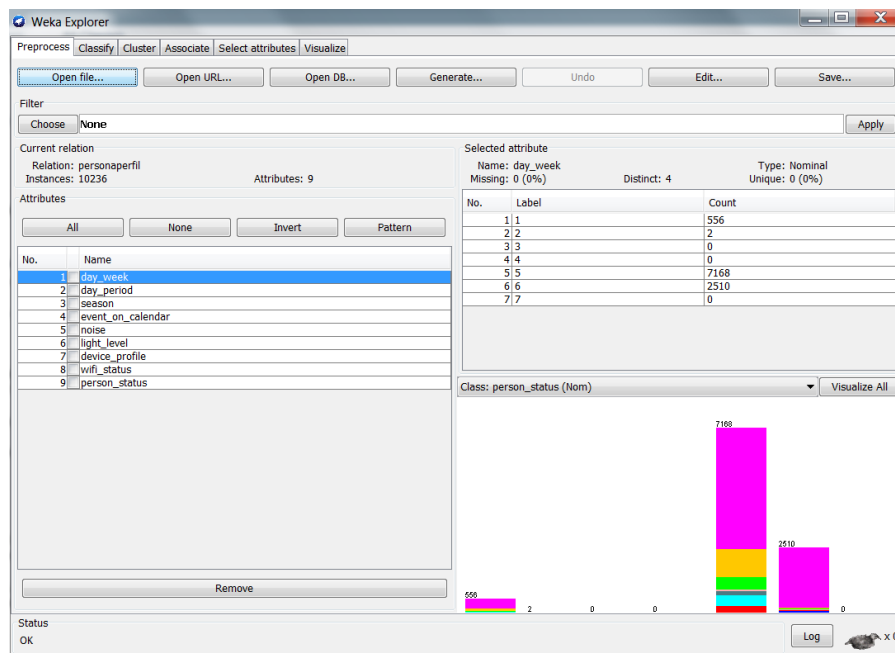 Weka Explorer
Preprocess Classify Cluster Associate Select attributes Visualize
Open file... Open URL... Open DB... Generate... Undo Edit... Save...
Filter
Choose None Apply
Current relation
Relation: personaperfil
Instances: 10236 Attributes: 9
Attributes
All None Invert Pattern
No. Name
1 day_week
2 day_period
3 season
4 event_on_calendar
5 noise
6 light_level
7 device_profile
8 wifi_status
9 person_status
Remove
Selected attribute
Name: day_week Type: Nominal
Missing: 0 (0%) Distinct: 4 Unique: 0 (0%)
No. Label Count
1 1 556
2 2 2
3 3 0
4 4 0
5 5 7168
6 6 2510
7 7 0
Class: person_status (Nom) Visualize All
7168
2510
556
2
0
0
0
Status
OK
Log
x 0